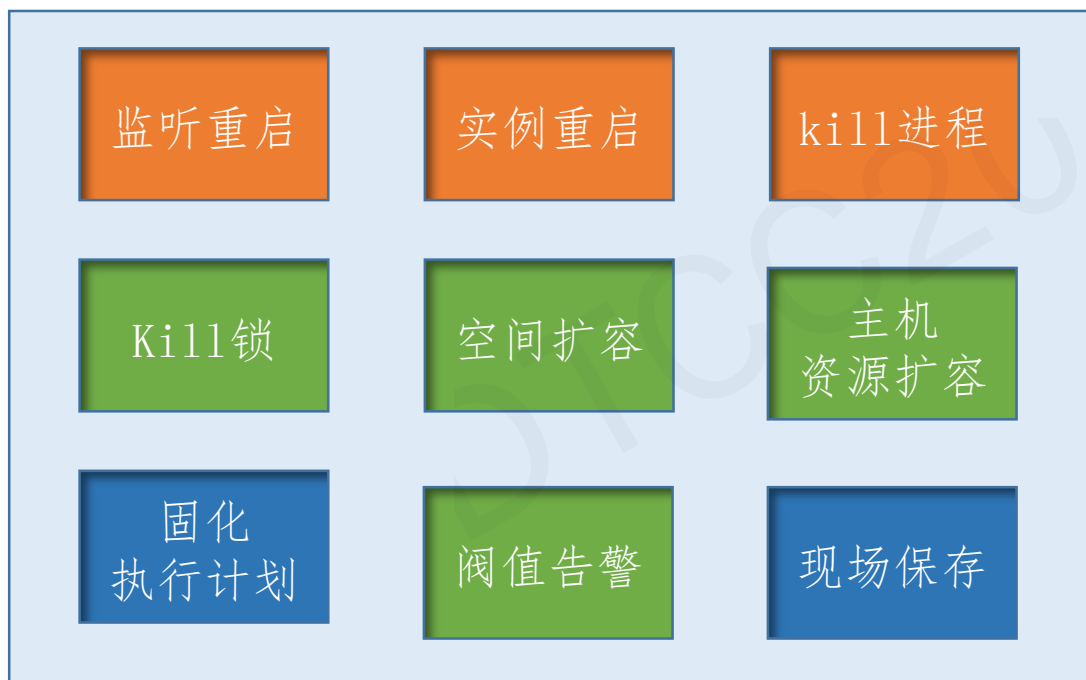 监听重启
实例重启
kill进程
Kill锁
空间扩容
主机
资源扩容
固化
执行计划
阀值告警
现场保存
DTCC20